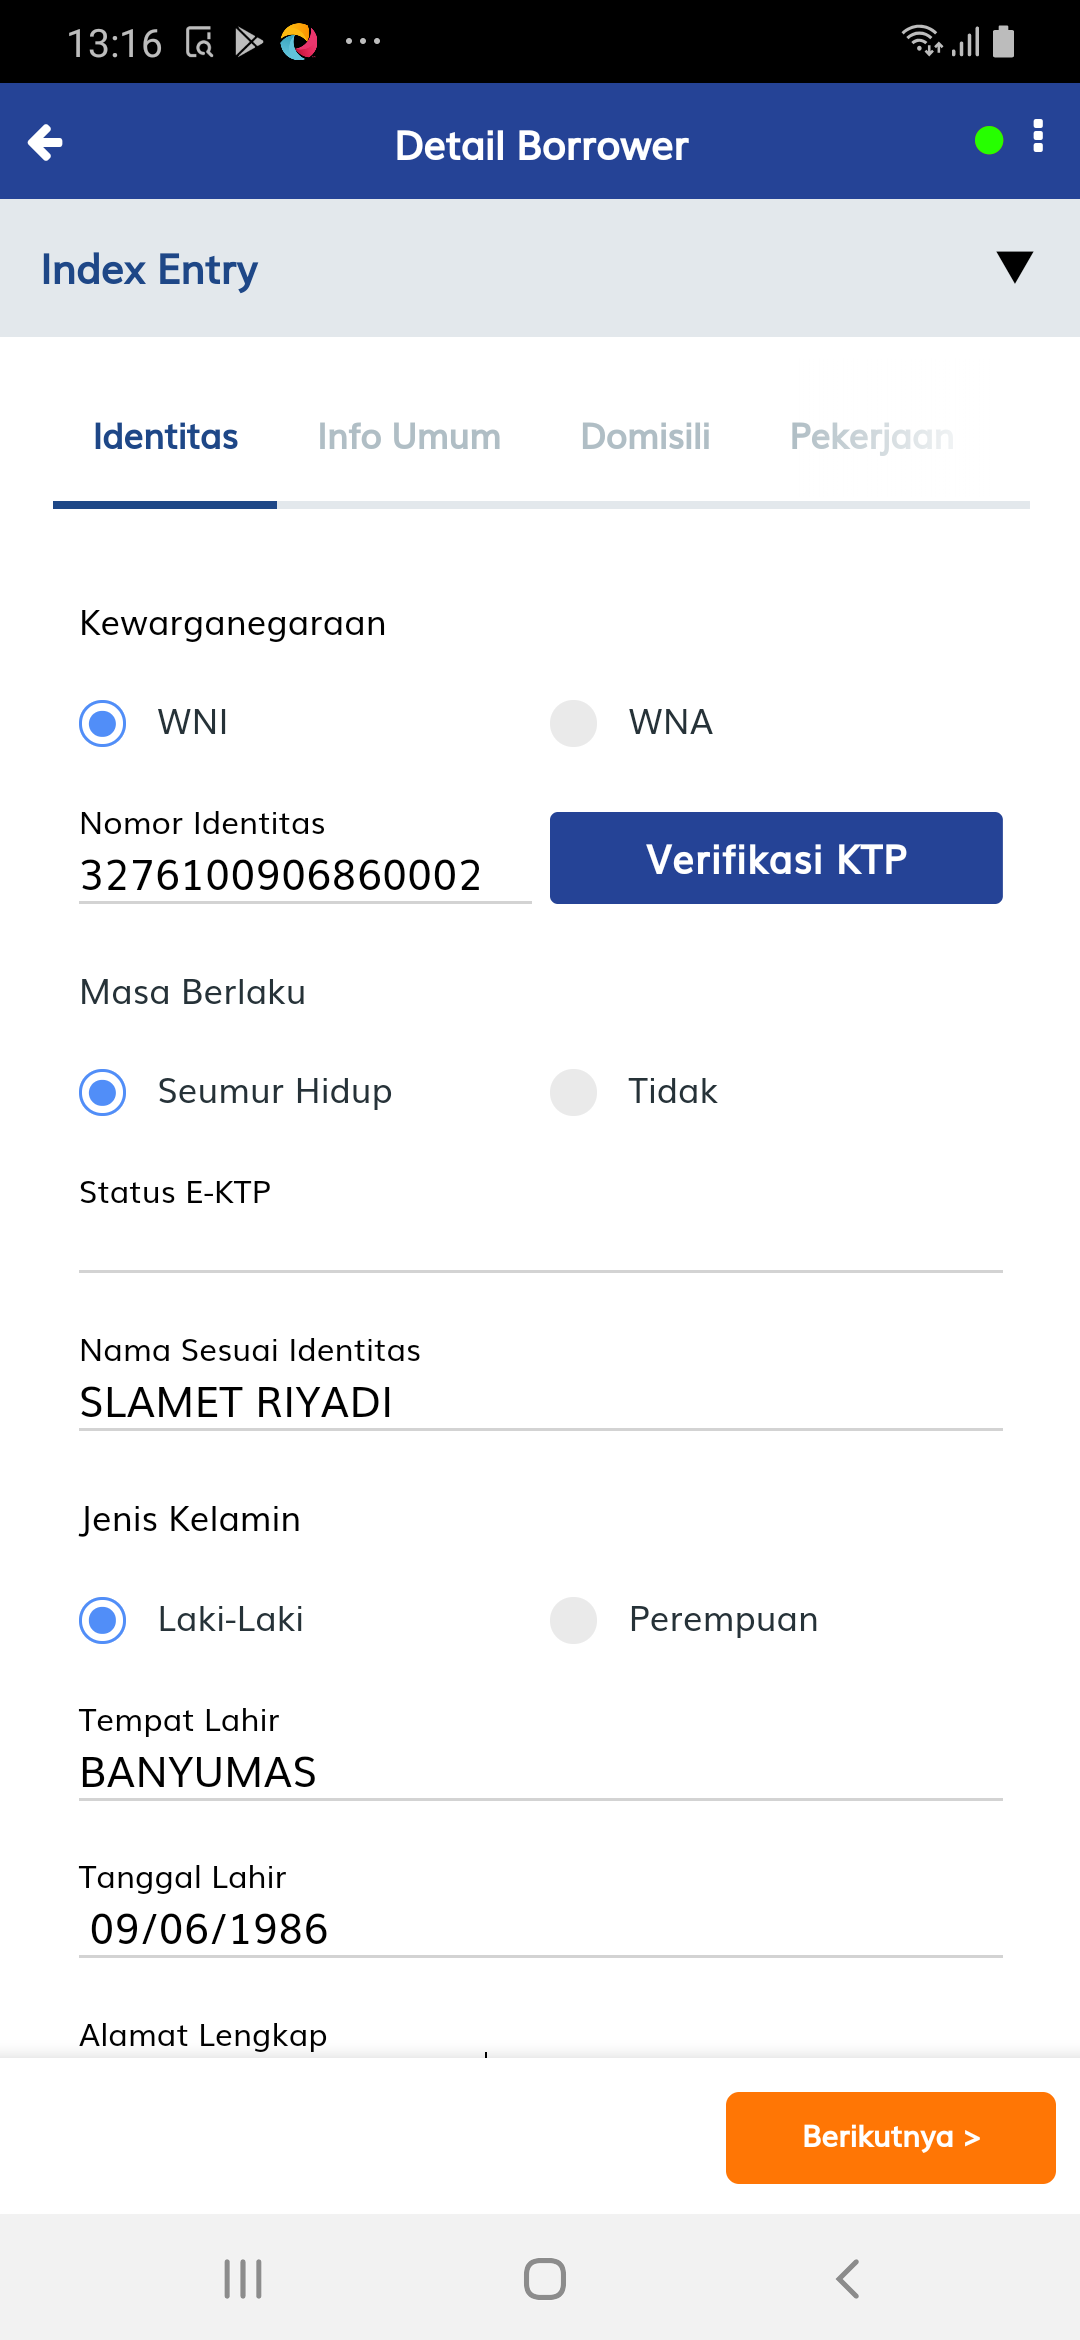 13:16
Detail Borrower
Index Entry
Identitas Info Umum Domisili Pekerjaan
Kewarganegaraan
WNI WNA
Nomor Identitas
3276100906860002 Verifikasi KTP
Masa Berlaku
Seumur Hidup Tidak
Status E-KTP
Nama Sesuai Identitas
SLAMET RIYADI
Jenis Kelamin
Laki-Laki Perempuan
Tempat Lahir
BANYUMAS
Tanggal Lahir
09/06/1986
Alamat Lengkap
Berikutnya >